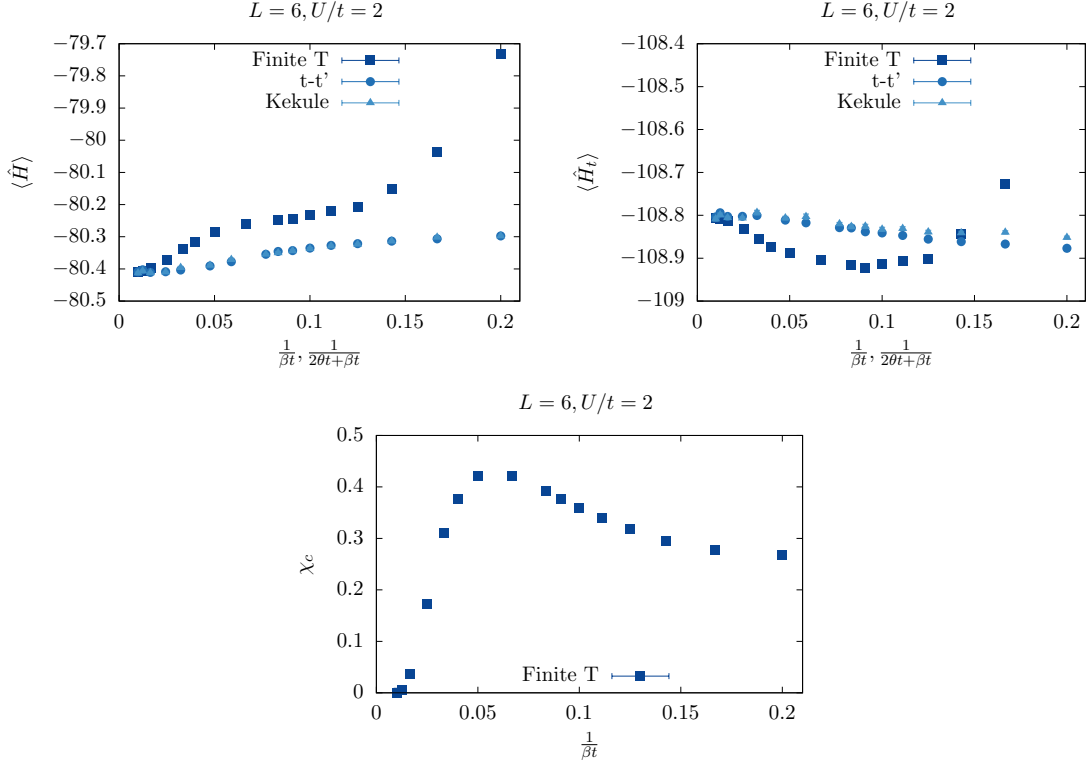 L = 6, U/t = 2
⟨Ĥ⟩
−79.7
−79.8
−79.9
−80
−80.1
−80.2
−80.3
−80.4
−80.5
Finite T
t-t'
Kekule
0 0.05 0.1 0.15 0.2
1/βt, 1/(2θt+βt)
L = 6, U/t = 2
⟨Ĥt⟩
−108.4
−108.5
−108.6
−108.7
−108.8
−108.9
−109
Finite T
t-t'
Kekule
0 0.05 0.1 0.15 0.2
1/βt, 1/(2θt+βt)
L = 6, U/t = 2
χc
0.5
0.4
0.3
0.2
0.1
0
Finite T
0 0.05 0.1 0.15 0.2
1/βt